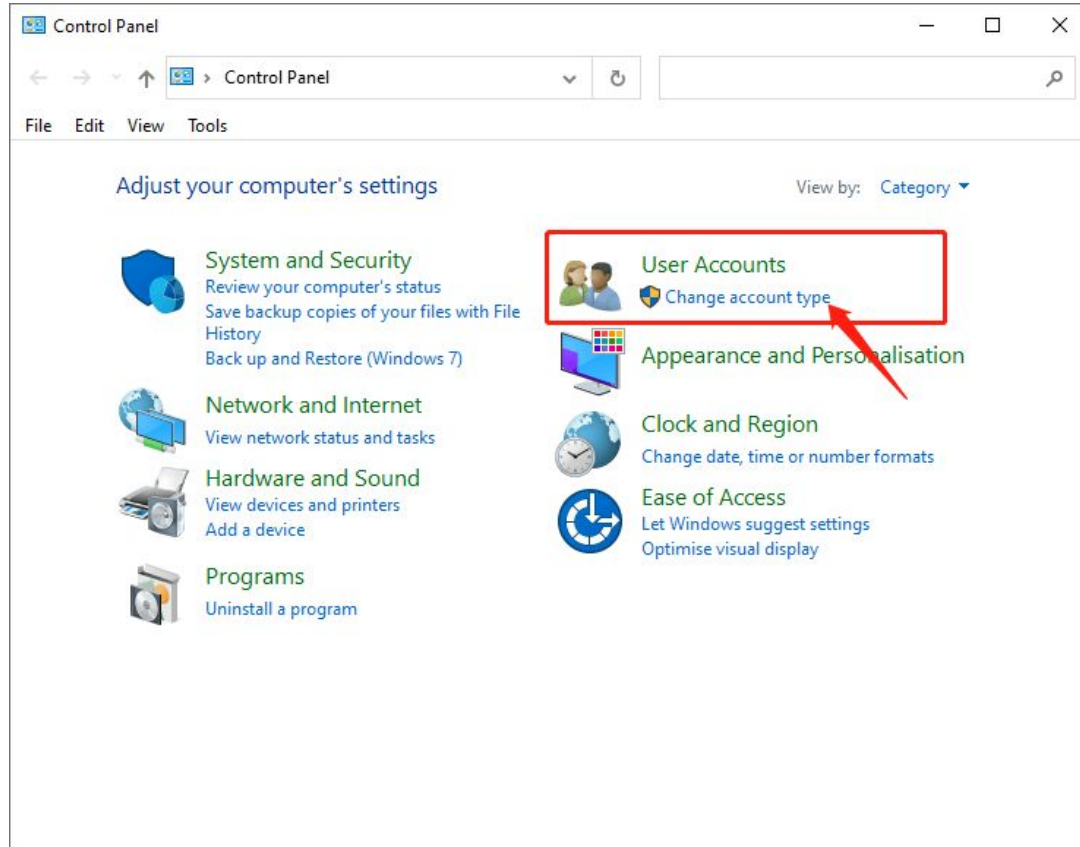 Control Panel
Control Panel
File Edit View Tools
Adjust your computer's settings
View by: Category
System and Security
Review your computer's status
Save backup copies of your files with File
History
Back up and Restore (Windows 7)
Network and Internet
View network status and tasks
Hardware and Sound
View devices and printers
Add a device
Programs
Uninstall a program
User Accounts
Change account type
Appearance and Personalisation
Clock and Region
Change date, time or number formats
Ease of Access
Let Windows suggest settings
Optimise visual display